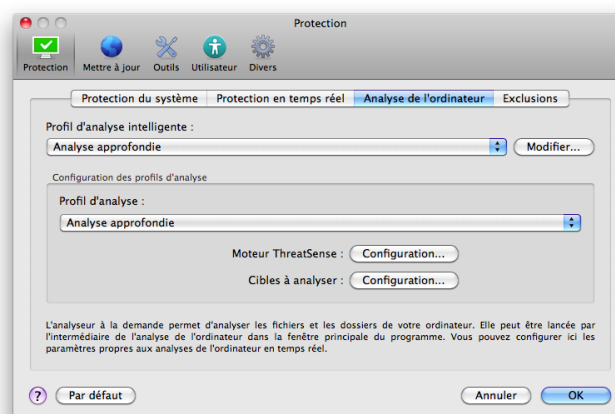 Protection
Protection Mettre à jour Outils Utilisateur Divers
Protection du système Protection en temps réel Analyse de l'ordinateur Exclusions
Profil d'analyse intelligente :
Analyse approfondie Modifier...
Configuration des profils d'analyse
Profil d'analyse :
Analyse approfondie
Moteur ThreatSense : Configuration...
Cibles à analyser : Configuration...
L'analyseur à la demande permet d'analyser les fichiers et les dossiers de votre ordinateur. Elle peut être lancée par
l'intermédiaire de l'analyse de l'ordinateur dans la fenêtre principale du programme. Vous pouvez configurer ici les
paramètres propres aux analyses de l'ordinateur en temps réel.
? Par défaut Annuler OK